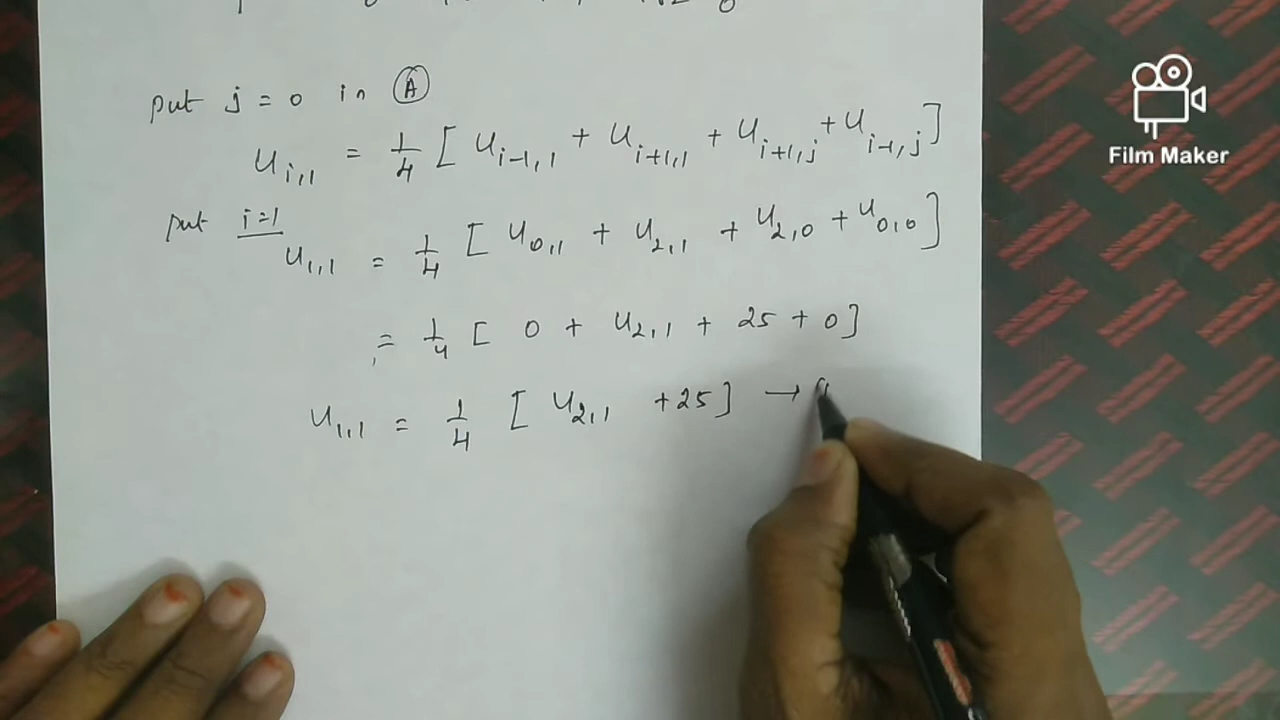 put j = 0 in Ⓐ
u_{i,1} = 1/4 [ u_{i-1,1} + u_{i+1,1} + u_{i+1,j} + u_{i-1,j} ]
put i=1
u_{1,1} = 1/4 [ u_{0,1} + u_{2,1} + u_{2,0} + u_{0,0} ]
= 1/4 [ 0 + u_{2,1} + 25 + 0 ]
u_{1,1} = 1/4 [ u_{2,1} + 25 ] →
Film Maker